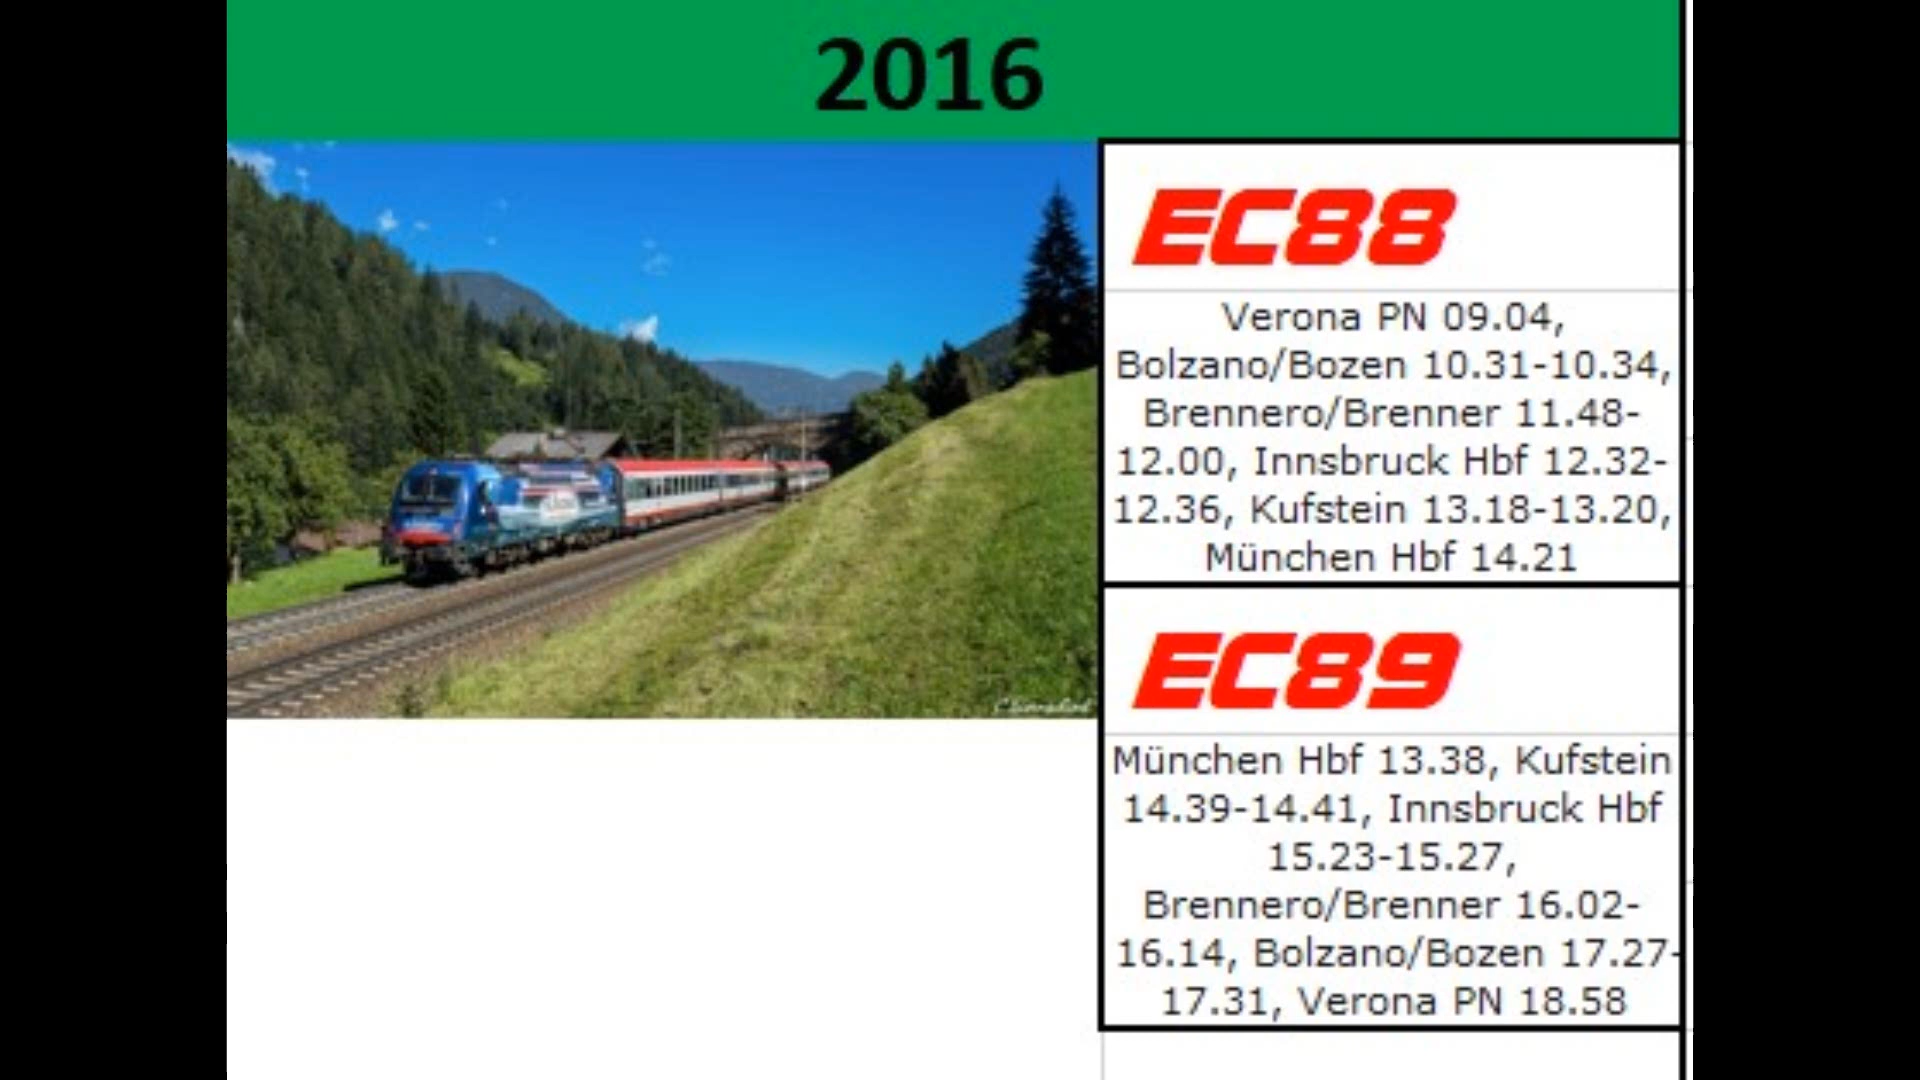 2016
EC88
Verona PN 09.04,
Bolzano/Bozen 10.31-10.34,
Brennero/Brenner 11.48-
12.00, Innsbruck Hbf 12.32-
12.36, Kufstein 13.18-13.20,
München Hbf 14.21
EC89
München Hbf 13.38, Kufstein
14.39-14.41, Innsbruck Hbf
15.23-15.27,
Brennero/Brenner 16.02-
16.14, Bolzano/Bozen 17.27-
17.31, Verona PN 18.58